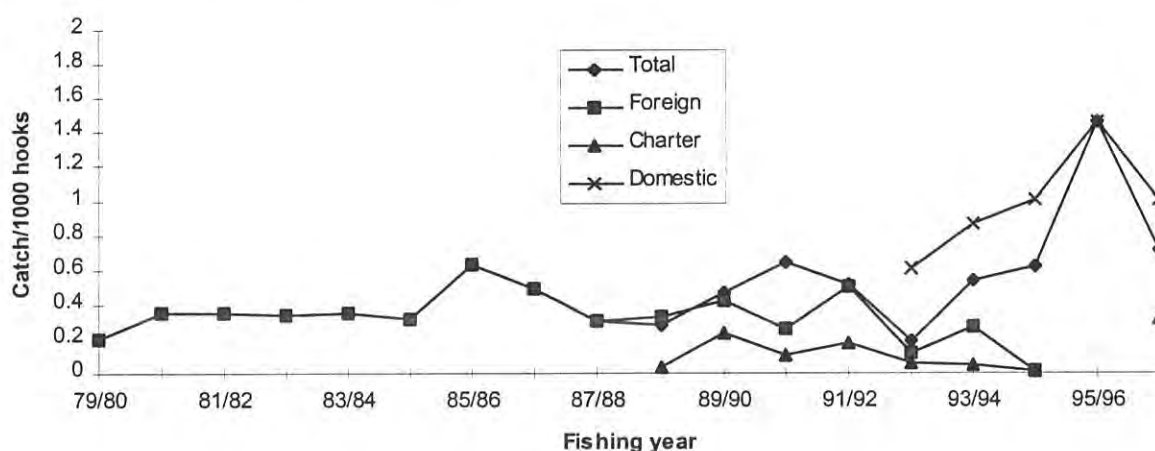 2
1.8
1.6
1.4
1.2
1
0.8
0.6
0.4
0.2
0
Catch/1000 hooks
Total
Foreign
Charter
Domestic
79/80 81/82 83/84 85/86 87/88 89/90 91/92 93/94 95/96
Fishing year